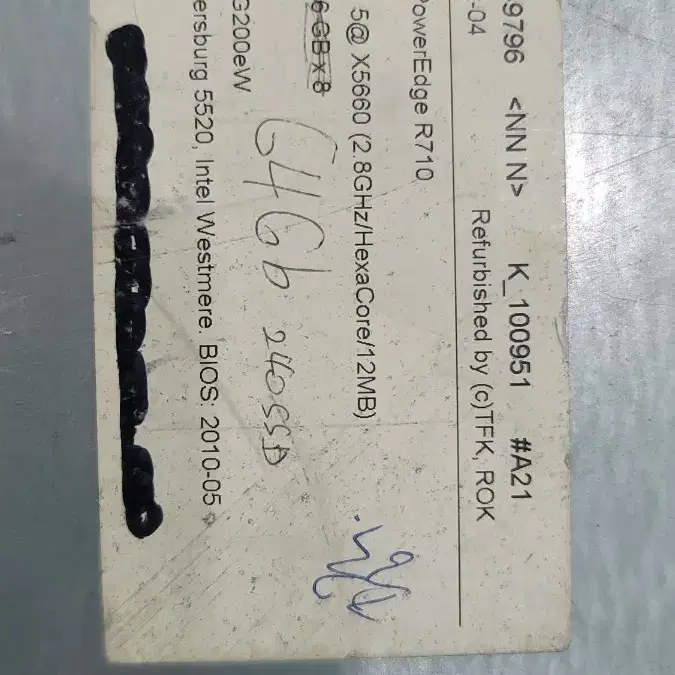 9796 <NN N> K_100951 #A21
-04 Refurbished by (c)TFK, ROK
PowerEdge R710
5@ X5660 (2.8GHz/HexaCore/12MB)
6 GB x 8
64Gb 240SSD
G200eW
ersburg 5520, Intel Westmere. BIOS: 2010-05